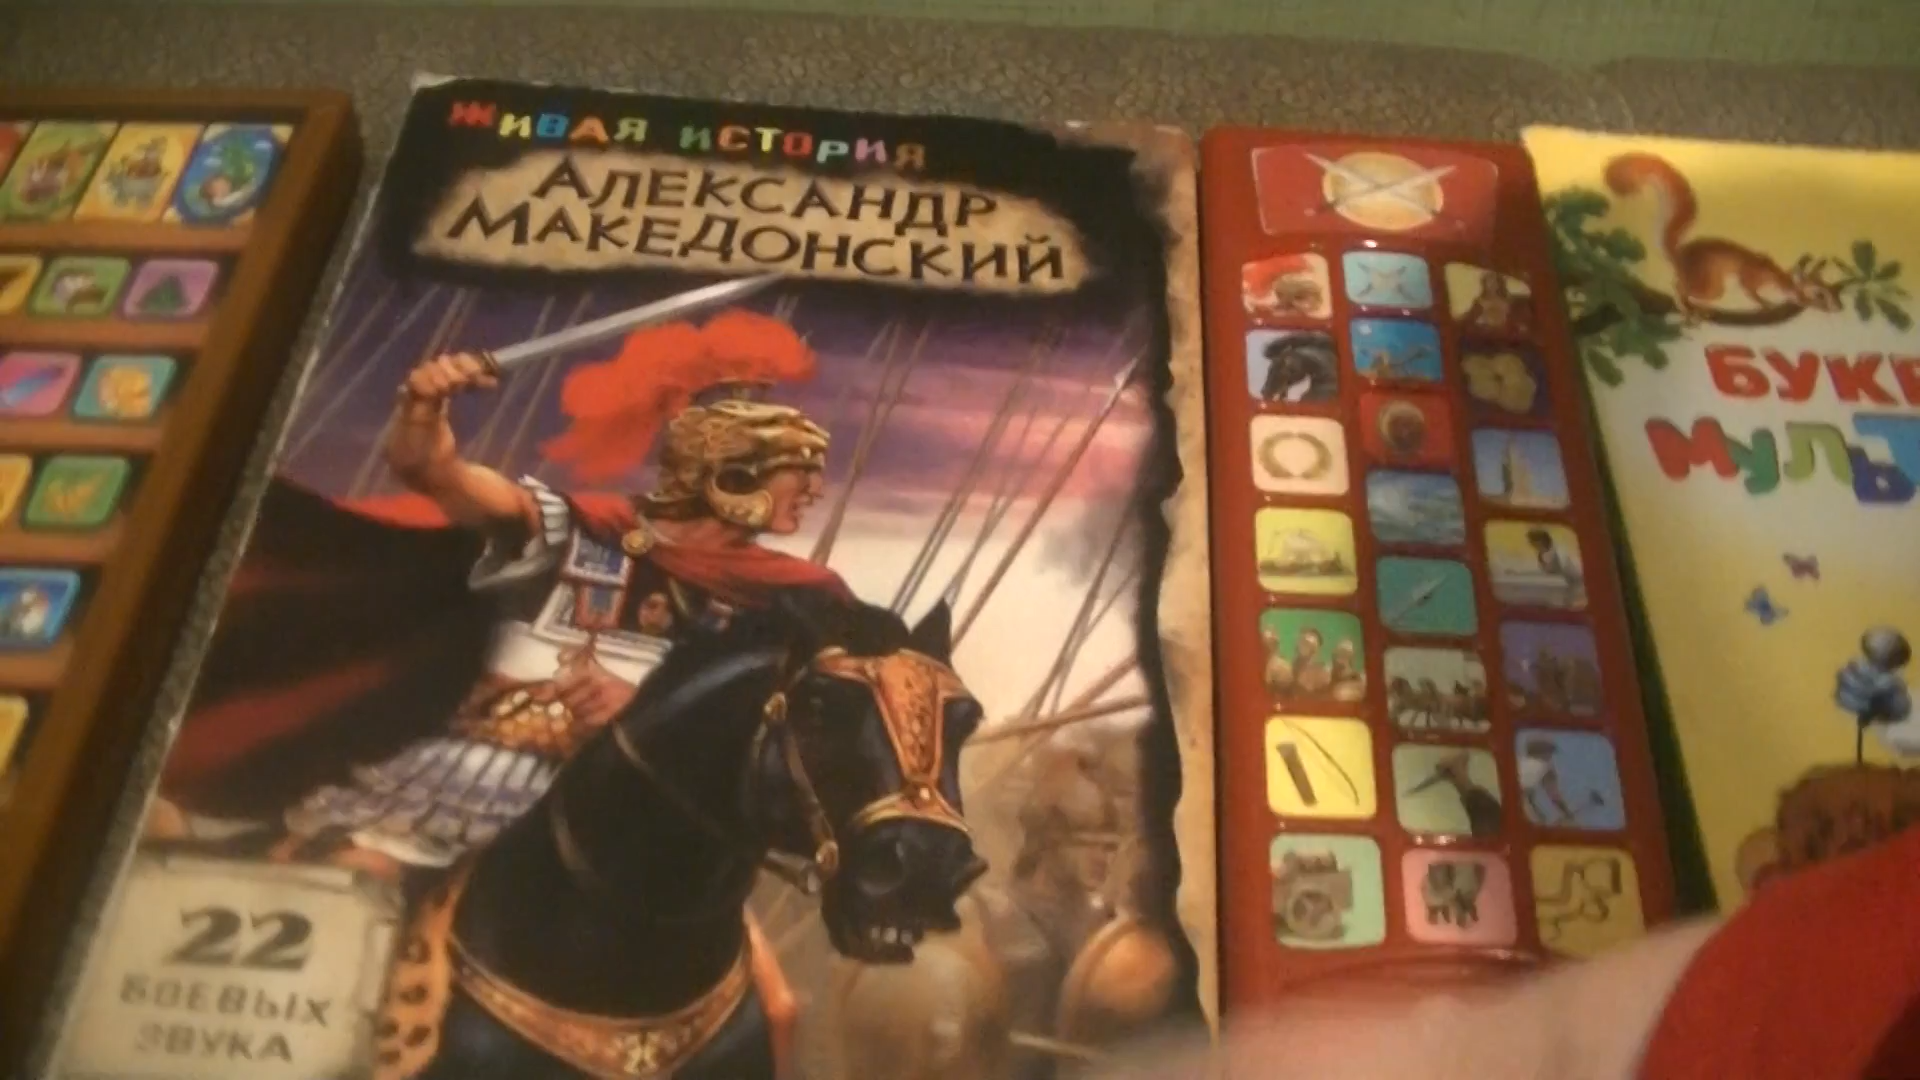 ЖИВАЯ ИСТОРИЯ
АЛЕКСАНДР
МАКЕДОНСКИЙ
22
БОЕВЫХ
ЗВУКА